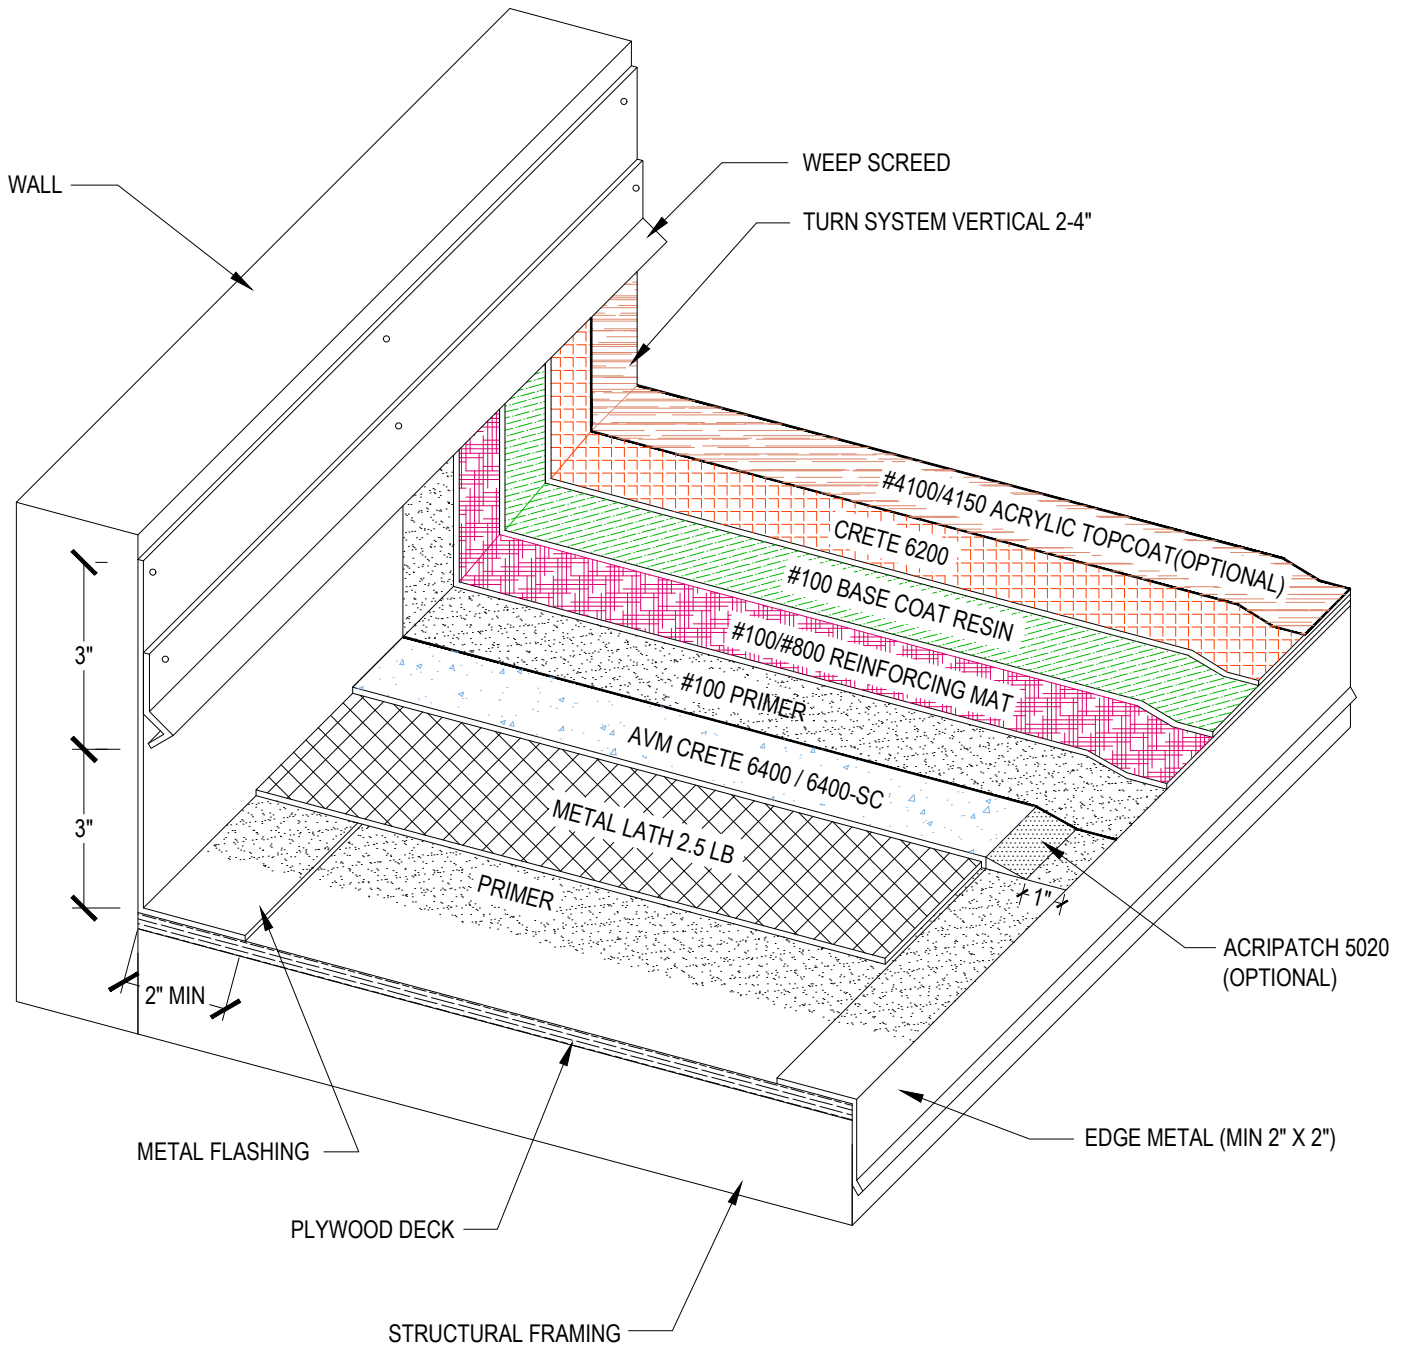 WEEP SCREED
WALL
TURN SYSTEM VERTICAL 2-4"
#4100/4150 ACRYLIC TOPCOAT(OPTIONAL)
CRETE 6200
#100 BASE COAT RESIN
#100/#800 REINFORCING MAT
#100 PRIMER
AVM CRETE 6400 / 6400-SC
METAL LATH 2.5 LB
PRIMER
3"
3"
1"
2" MIN
ACRIPATCH 5020
(OPTIONAL)
EDGE METAL (MIN 2" X 2")
METAL FLASHING
PLYWOOD DECK
STRUCTURAL FRAMING